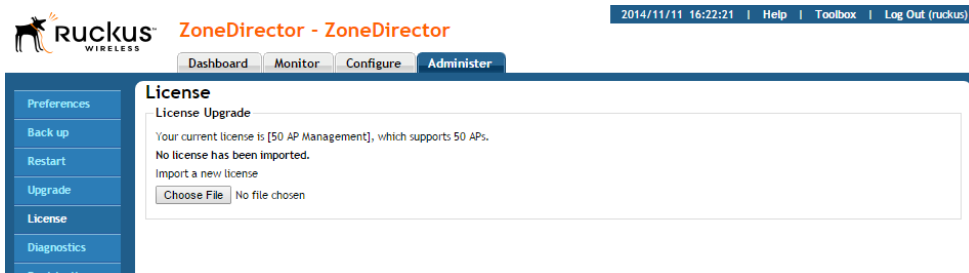 2014/11/11 16:22:21 | Help | Toolbox | Log Out (ruckus)
RUCKUS™
WIRELESS
ZoneDirector - ZoneDirector
Dashboard Monitor Configure Administer
Preferences
Back up
Restart
Upgrade
License
Diagnostics
License
License Upgrade
Your current license is [50 AP Management], which supports 50 APs.
No license has been imported.
Import a new license
Choose File No file chosen